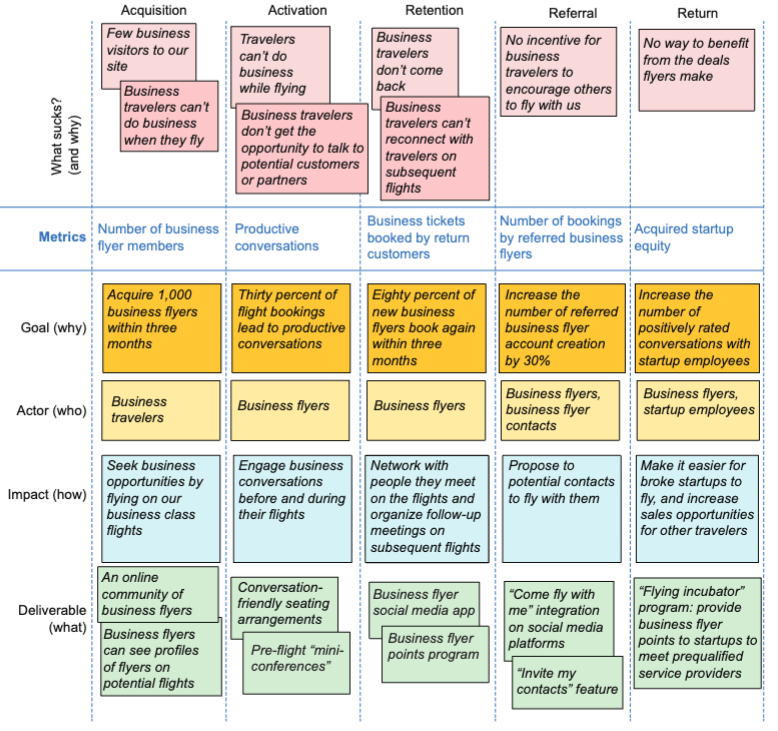 Acquisition
Activation
Retention
Referral
Return
What sucks?
(and why)
Few business
visitors to our
site
Business
travelers can't
do business
when they fly
Travelers
can't do
business
while flying
Business travelers
don't get the
opportunity to talk to
potential customers
or partners
Business
travelers
don't come
back
Business
travelers can't
reconnect with
travelers on
subsequent
flights
No incentive for
business
travelers to
encourage others
to fly with us
No way to benefit
from the deals
flyers make
Metrics
Number of business
flyer members
Productive
conversations
Business tickets
booked by return
customers
Number of bookings
by referred business
flyers
Acquired startup
equity
Goal (why)
Acquire 1,000
business flyers
within three
months
Thirty percent of
flight bookings
lead to productive
conversations
Eighty percent of
new business
flyers book again
within three
months
Increase the
number of referred
business flyer
account creation
by 30%
Increase the
number of
positively rated
conversations with
startup employees
Actor (who)
Business
travelers
Business flyers
Business flyers
Business flyers,
business flyer
contacts
Business flyers,
startup employees
Impact (how)
Seek business
opportunities by
flying on our
business class
flights
Engage business
conversations
before and during
their flights
Network with
people they meet
on the flights and
organize follow-up
meetings on
subsequent flights
Propose to
potential contacts
to fly with them
Make it easier for
broke startups to
fly, and increase
sales opportunities
for other travelers
Deliverable
(what)
An online
community of
business flyers
Business flyers
can see profiles
of flyers on
potential flights
Conversation-
friendly seating
arrangements
Pre-flight "mini-
conferences"
Business flyer
social media app
Business flyer
points program
"Come fly with
me" integration
on social media
platforms
"Invite my
contacts" feature
"Flying incubator"
program: provide
business flyer
points to startups to
meet prequalified
service providers